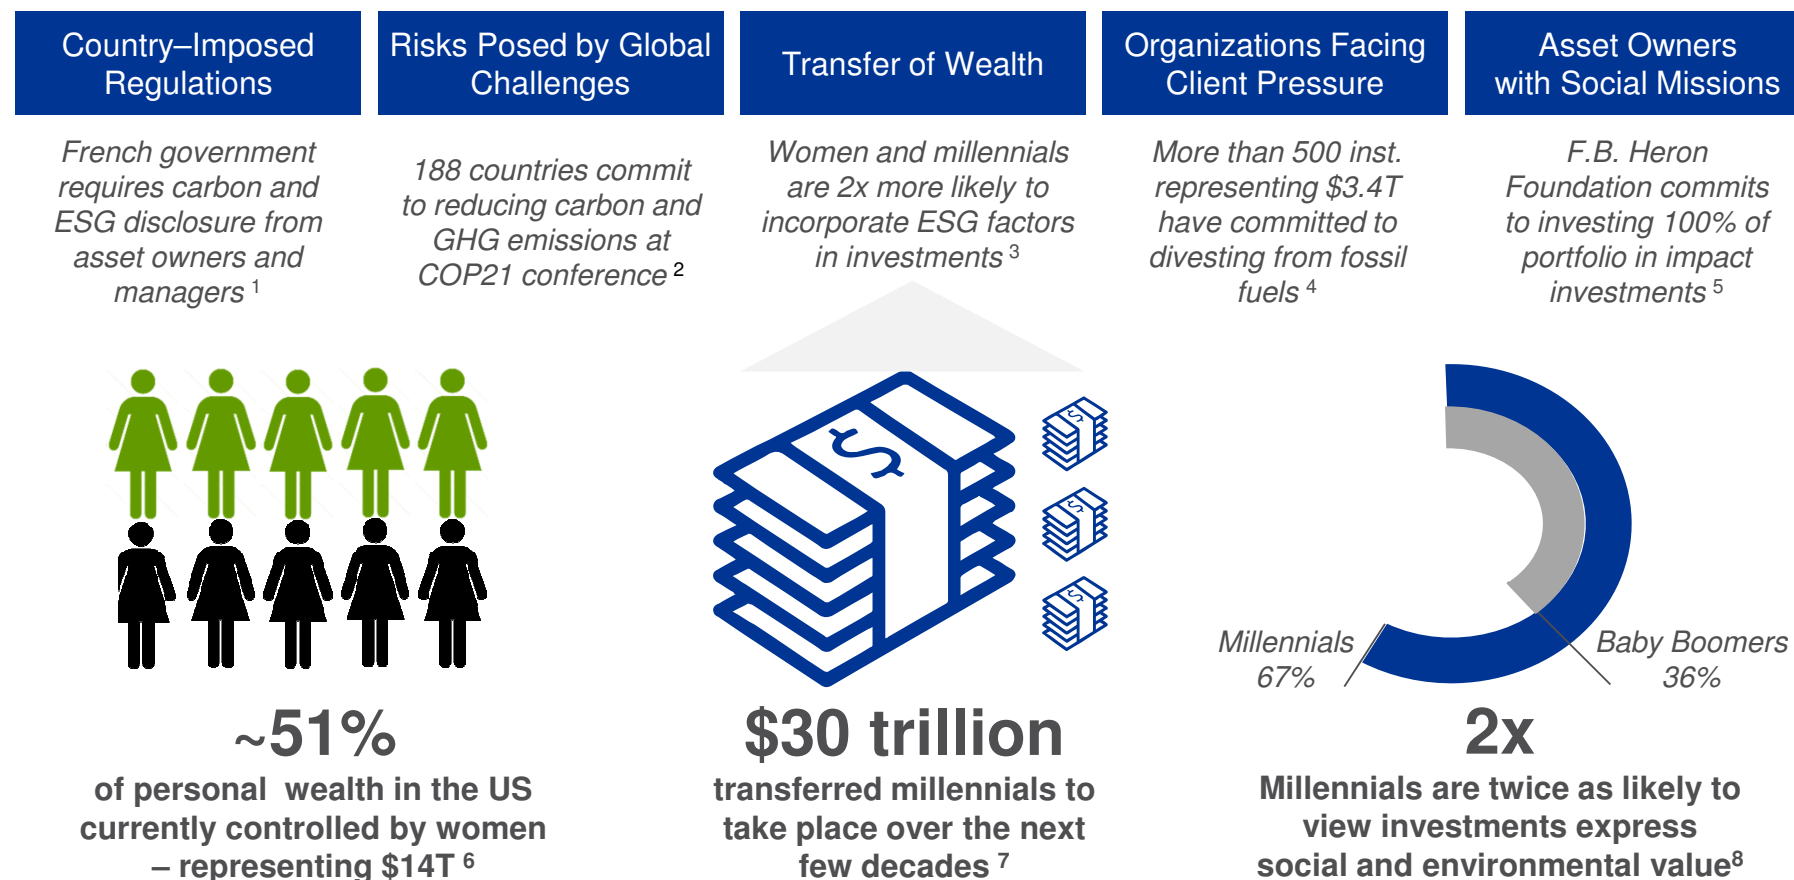 Country–Imposed
Regulations
Risks Posed by Global
Challenges
Transfer of Wealth
Organizations Facing
Client Pressure
Asset Owners
with Social Missions
French government
requires carbon and
ESG disclosure from
asset owners and
managers 1
188 countries commit
to reducing carbon and
GHG emissions at
COP21 conference 2
Women and millennials
are 2x more likely to
incorporate ESG factors
in investments 3
More than 500 inst.
representing $3.4T
have committed to
divesting from fossil
fuels 4
F.B. Heron
Foundation commits
to investing 100% of
portfolio in impact
investments 5
$
$
$
$
Millennials
67%
Baby Boomers
36%
~51%
of personal wealth in the US
currently controlled by women
– representing $14T 6
$30 trillion
transferred millennials to
take place over the next
few decades 7
2x
Millennials are twice as likely to
view investments express
social and environmental value8